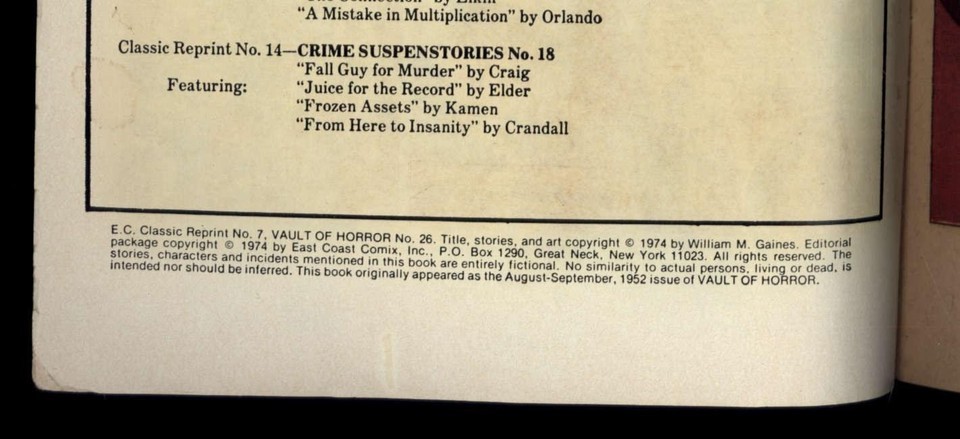 "A Mistake in Multiplication" by Orlando
Classic Reprint No. 14—CRIME SUSPENSTORIES No. 18
"Fall Guy for Murder" by Craig
Featuring: "Juice for the Record" by Elder
"Frozen Assets" by Kamen
"From Here to Insanity" by Crandall
E.C. Classic Reprint No. 7, VAULT OF HORROR No. 26. Title, stories, and art copyright © 1974 by William M. Gaines. Editorial
package copyright © 1974 by East Coast Comix, Inc., P.O. Box 1290, Great Neck, New York 11023. All rights reserved. The
stories, characters and incidents mentioned in this book are entirely fictional. No similarity to actual persons, living or dead, is
intended nor should be inferred. This book originally appeared as the August-September, 1952 issue of VAULT OF HORROR.